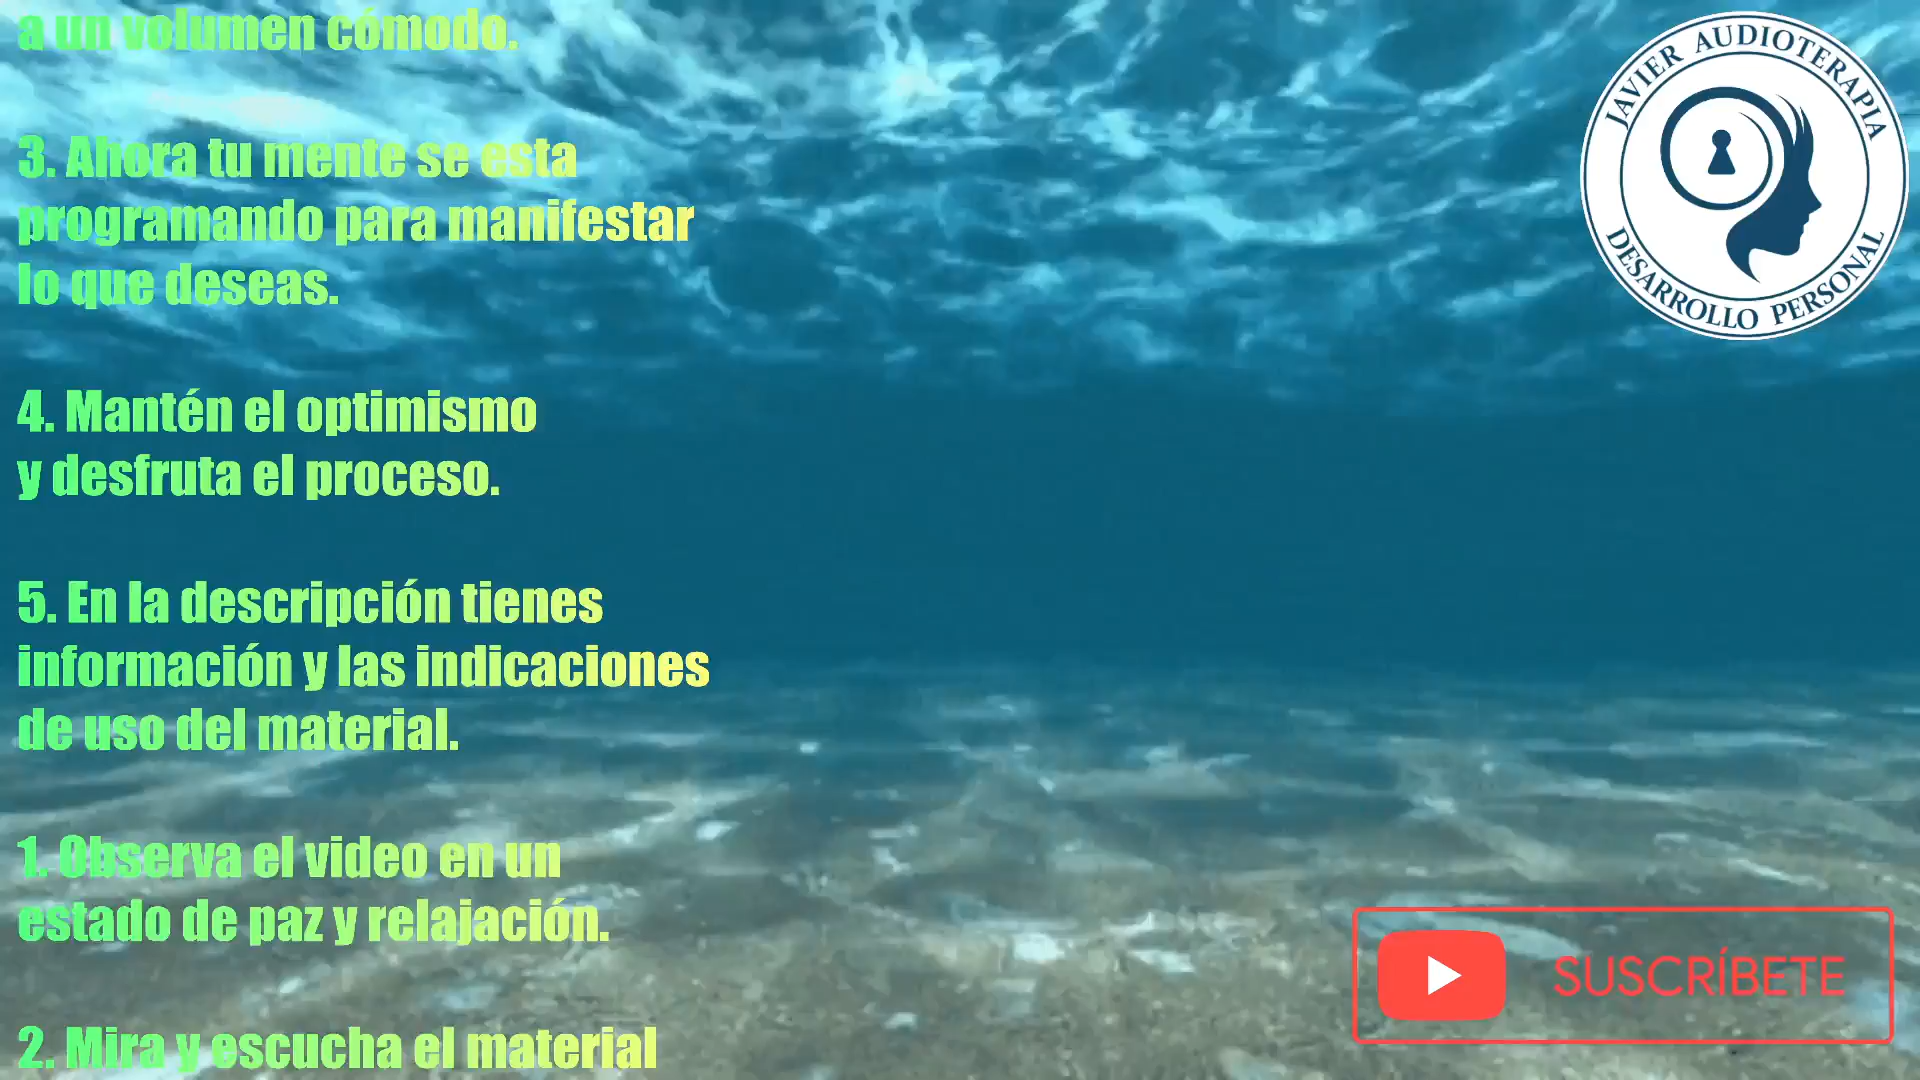 a un volumen cómodo.
3. Ahora tu mente se esta
programando para manifestar
lo que deseas.
4. Mantén el optimismo
y desfruta el proceso.
5. En la descripción tienes
información y las indicaciones
de uso del material.
1. Observa el video en un
estado de paz y relajación.
2. Mira y escucha el material
JAVIER AUDIOTERAPIA
DESARROLLO PERSONAL
SUSCRÍBETE